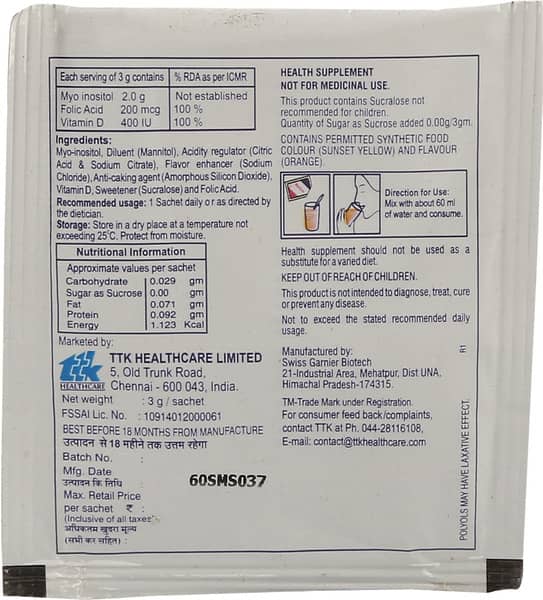 Each serving of 3 g contains % RDA as per ICMR
Myo inositol 2.0 g Not established
Folic Acid 200 mcg 100 %
Vitamin D 400 IU 100 %
Ingredients:
Myo-inositol, Diluent (Mannitol), Acidity regulator (Citric
Acid & Sodium Citrate), Flavor enhancer (Sodium
Chloride), Anti-caking agent (Amorphous Silicon Dioxide),
Vitamin D, Sweetener (Sucralose) and Folic Acid.
Recommended usage: 1 Sachet daily or as directed by
the dietician.
Storage: Store in a dry place at a temperature not
exceeding 25°C. Protect from moisture.
Nutritional Information
Approximate values per sachet
Carbohydrate 0.029 gm
Sugar as Sucrose 0.00 gm
Fat 0.071 gm
Protein 0.092 gm
Energy 1.123 Kcal
Marketed by:
ttk
HEALTHCARE
TTK HEALTHCARE LIMITED
5, Old Trunk Road,
Chennai - 600 043, India.
Net weight : 3 g / sachet
FSSAI Lic. No. : 10914012000061
BEST BEFORE 18 MONTHS FROM MANUFACTURE
उत्पादन से 18 महीने तक उत्तम रहेगा
Batch No. :
Mfg. Date
उत्पादन कि तिथि :
60SMS037
Max. Retail Price
per sachet ₹ :
(Inclusive of all taxes)
अधिकतम खुदरा मूल्य
(सभी कर सहित) :
HEALTH SUPPLEMENT
NOT FOR MEDICINAL USE.
This product contains Sucralose not
recommended for children.
Quantity of Sugar as Sucrose added 0.00g/3gm.
CONTAINS PERMITTED SYNTHETIC FOOD
COLOUR (SUNSET YELLOW) AND FLAVOUR
(ORANGE).
Direction for Use:
Mix with about 60 ml
of water and consume.
Health supplement should not be used as a
substitute for a varied diet.
KEEP OUT OF REACH OF CHILDREN.
This product is not intended to diagnose, treat, cure
or prevent any disease.
Not to exceed the stated recommended daily
usage.
Manufactured by:
Swiss Garnier Biotech
21-Industrial Area, Mehatpur, Dist UNA,
Himachal Pradesh-174315.
TM-Trade Mark under Registration.
For consumer feed back/complaints,
contact TTK at Ph. 044-28116108,
E-mail: contact@ttkhealthcare.com
R1
POLYOLS MAY HAVE LAXATIVE EFFECT.